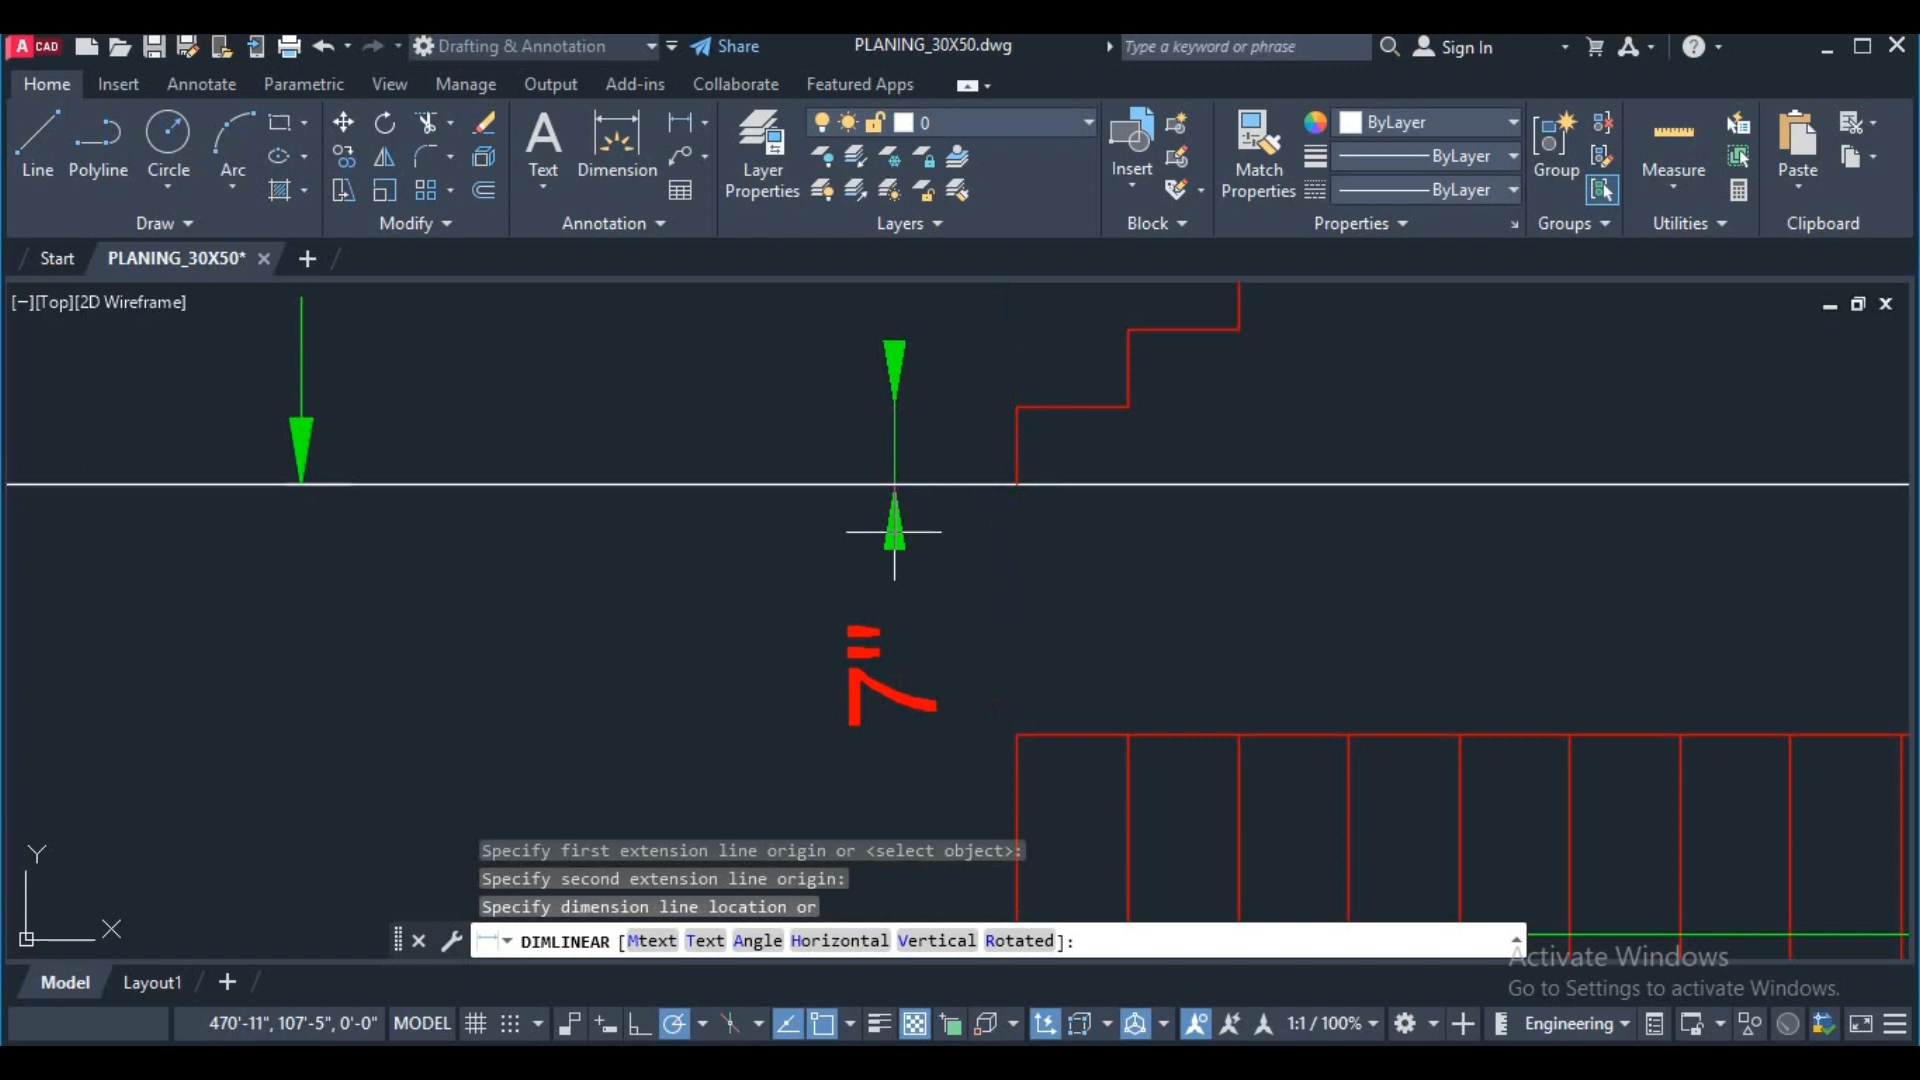 A CAD Drafting & Annotation Share PLANING_30X50.dwg Type a keyword or phrase Sign In
Home Insert Annotate Parametric View Manage Output Add-ins Collaborate Featured Apps
0 ByLayer
ByLayer
Line Polyline Circle Arc Text Dimension Layer Properties Insert Match Properties Group Measure Paste
ByLayer
Draw Modify Annotation Layers Block Properties Groups Utilities Clipboard
Start PLANING_30X50*
[−][Top][2D Wireframe]
7"
Y
X
Specify first extension line origin or <select object>:
Specify second extension line origin:
Specify dimension line location or
DIMLINEAR [Mtext Text Angle Horizontal Vertical Rotated]:
Activate Windows
Go to Settings to activate Windows.
Model Layout1
470'-11", 107'-5", 0'-0" MODEL 1:1 / 100% Engineering